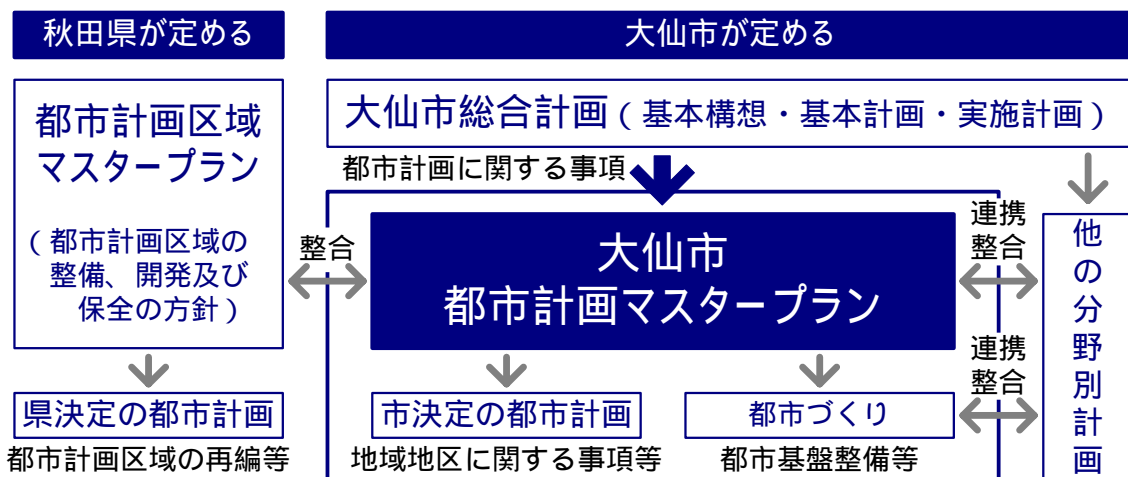 秋田県が定める
大仙市が定める
都市計画区域
マスタープラン
(都市計画区域の
整備、開発及び
保全の方針)
県決定の都市計画
都市計画区域の再編等
大仙市総合計画(基本構想・基本計画・実施計画)
都市計画に関する事項
整合
大仙市
都市計画マスタープラン
連携
整合
他の分野別計画
連携
整合
市決定の都市計画
地域地区に関する事項等
都市づくり
都市基盤整備等